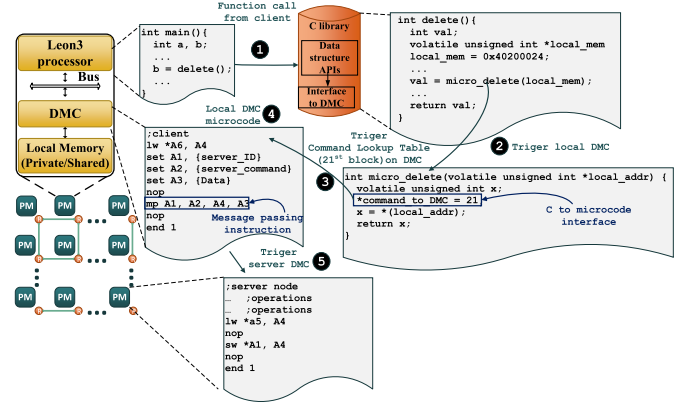 Function call
from client
Leon3
processor
Bus
DMC
Local Memory
(Private/Shared)
int main(){
int a, b;
...
b = delete();
...
}
1
C library
Data
structure
APIs
Interface
to DMC
int delete(){
int val;
volatile unsigned int *local_mem
local_mem = 0x40200024;
...
val = micro_delete(local_mem);
...
return val;
}
2 Triger local DMC
Local DMC 4
microcode
;client
lw *A6, A4
set A1, {server_ID}
set A2, {server_command}
set A3, {Data}
nop
mp A1, A2, A4, A3
nop
end 1
Message passing
instruction
Triger
Command Lookup Table
(21st block) on DMC
3
int micro_delete(volatile unsigned int *local_addr) {
volatile unsigned int x;
*command to DMC = 21
x = *(local_addr);
return x;
}
C to microcode
interface
Triger
server DMC
5
;server node
… ;operations
… ;operations
lw *a5, A4
nop
sw *A1, A4
nop
end 1
PM PM PM
R R R
PM PM PM
R R R
PM PM PM
R R R